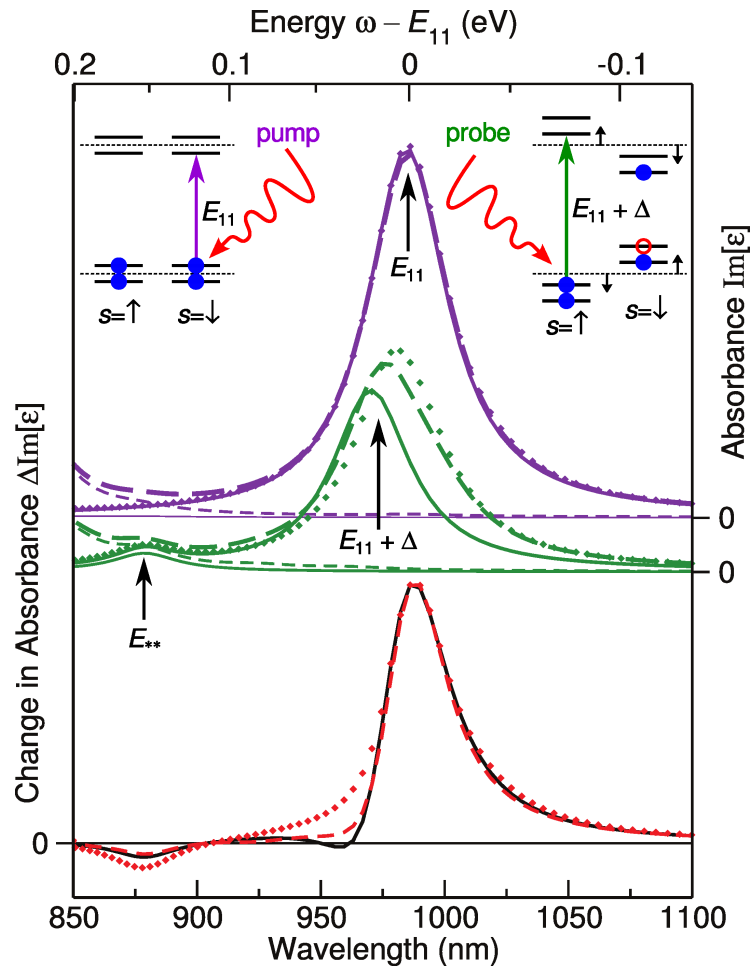 Energy ω – E₁₁ (eV)
0.2 0.1 0 -0.1
pump probe
E₁₁ E₁₁ + Δ
E₁₁
s=↑ s=↓ s=↑ s=↓
Absorbance Im[ε]
Change in Absorbance ΔIm[ε]
0
E₁₁ + Δ
0
E**
0
850 900 950 1000 1050 1100
Wavelength (nm)